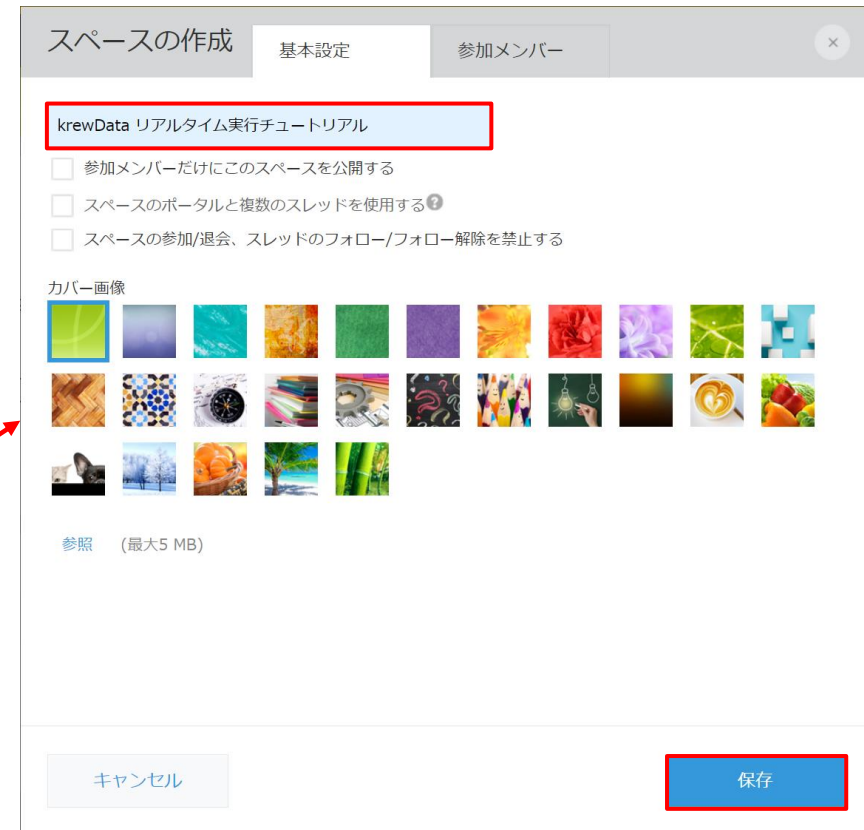 スペースの作成
基本設定
参加メンバー
krewData リアルタイム実行チュートリアル
参加メンバーだけにこのスペースを公開する
スペースのポータルと複数のスレッドを使用する?
スペースの参加/退会、スレッドのフォロー/フォロー解除を禁止する
カバー画像
参照 (最大5 MB)
キャンセル
保存